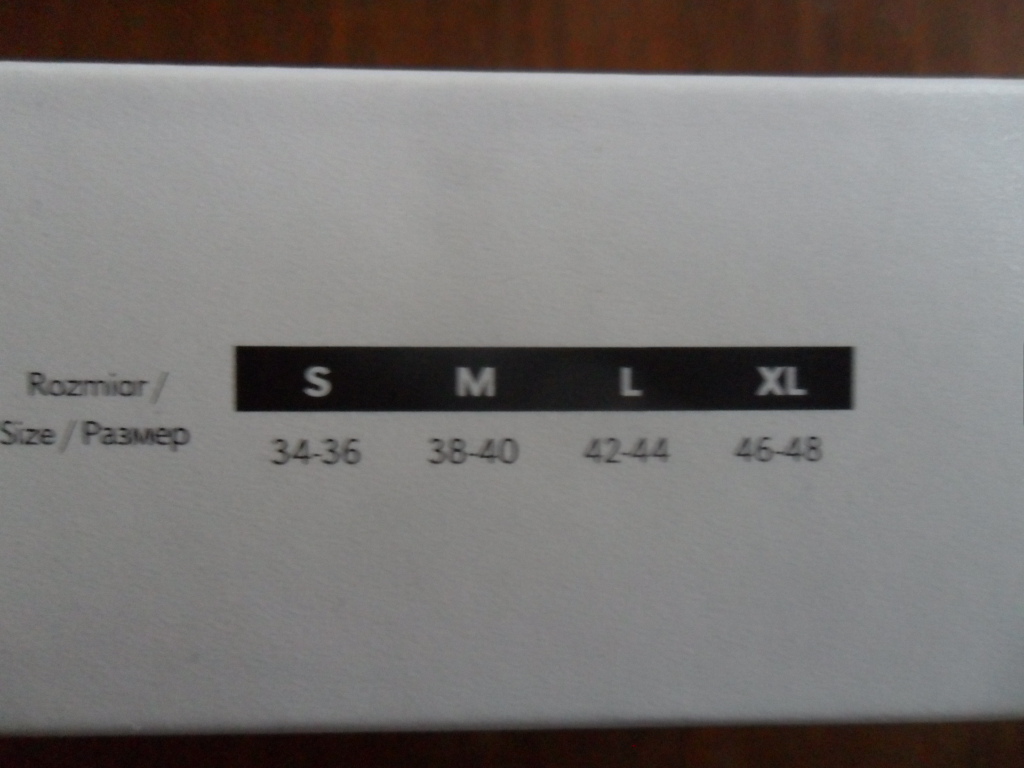 Rozmiar /
Size / Размер
S M L XL
34-36 38-40 42-44 46-48